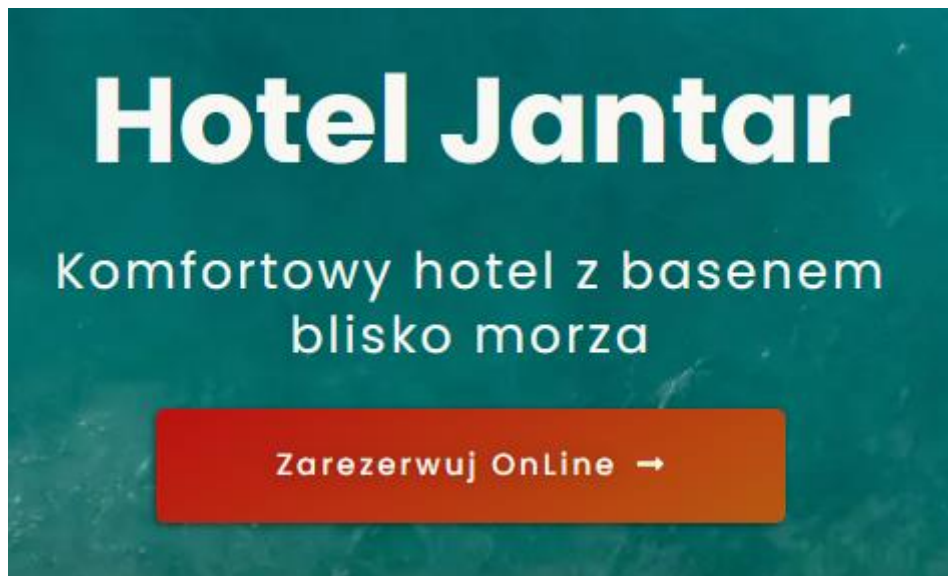 Hotel Jantar
Komfortowy hotel z basenem
blisko morza
Zarezerwuj OnLine →